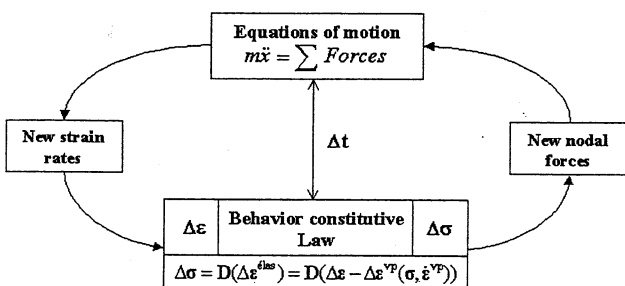 Equations of motion
mẍ = ∑ Forces
New strain
rates
Δt
New nodal
forces
Δε
Behavior constitutive
Law
Δσ
Δσ = D(Δε^élas) = D(Δε − Δε^vp(σ, ε̇^vp))